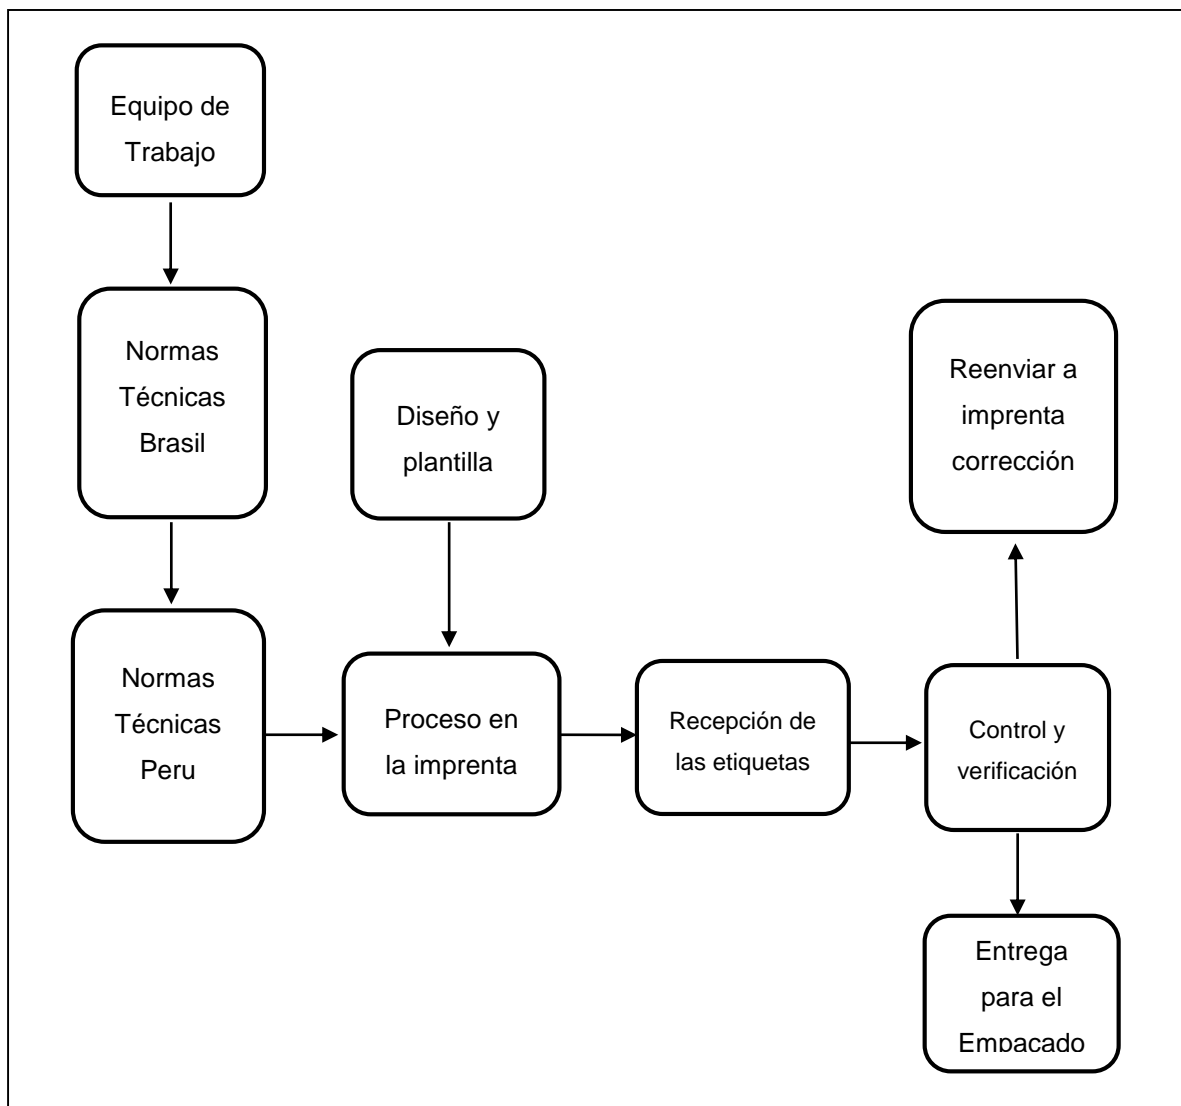 Equipo de
Trabajo
Normas
Técnicas
Brasil
Diseño y
plantilla
Reenviar a
imprenta
corrección
Normas
Técnicas
Peru
Proceso en
la imprenta
Recepción de
las etiquetas
Control y
verificación
Entrega
para el
Empacado